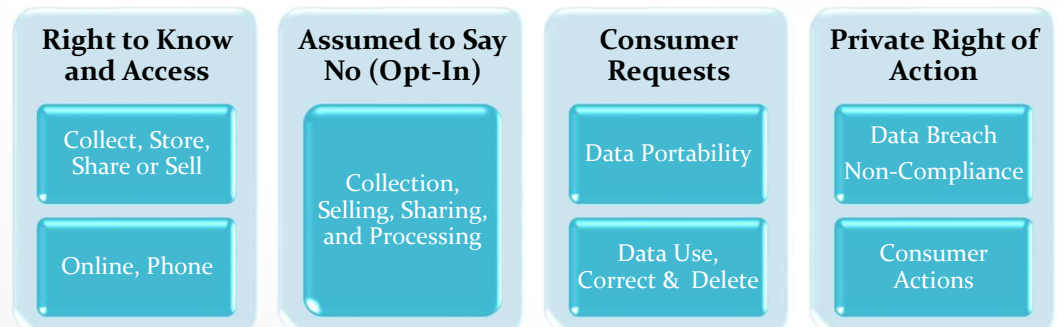 Right to Know
and Access
Collect, Store,
Share or Sell
Online, Phone
Assumed to Say
No (Opt-In)
Collection,
Selling, Sharing,
and Processing
Consumer
Requests
Data Portability
Data Use,
Correct & Delete
Private Right of
Action
Data Breach
Non-Compliance
Consumer
Actions